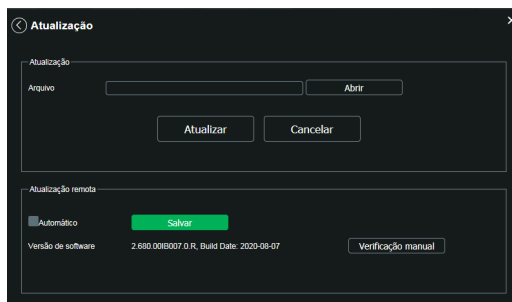 Atualização
Atualização
Arquivo Abrir
Atualizar Cancelar
Atualização remota
Automático Salvar
Versão de software 2.680.00IB007.0.R, Build Date: 2020-08-07 Verificação manual